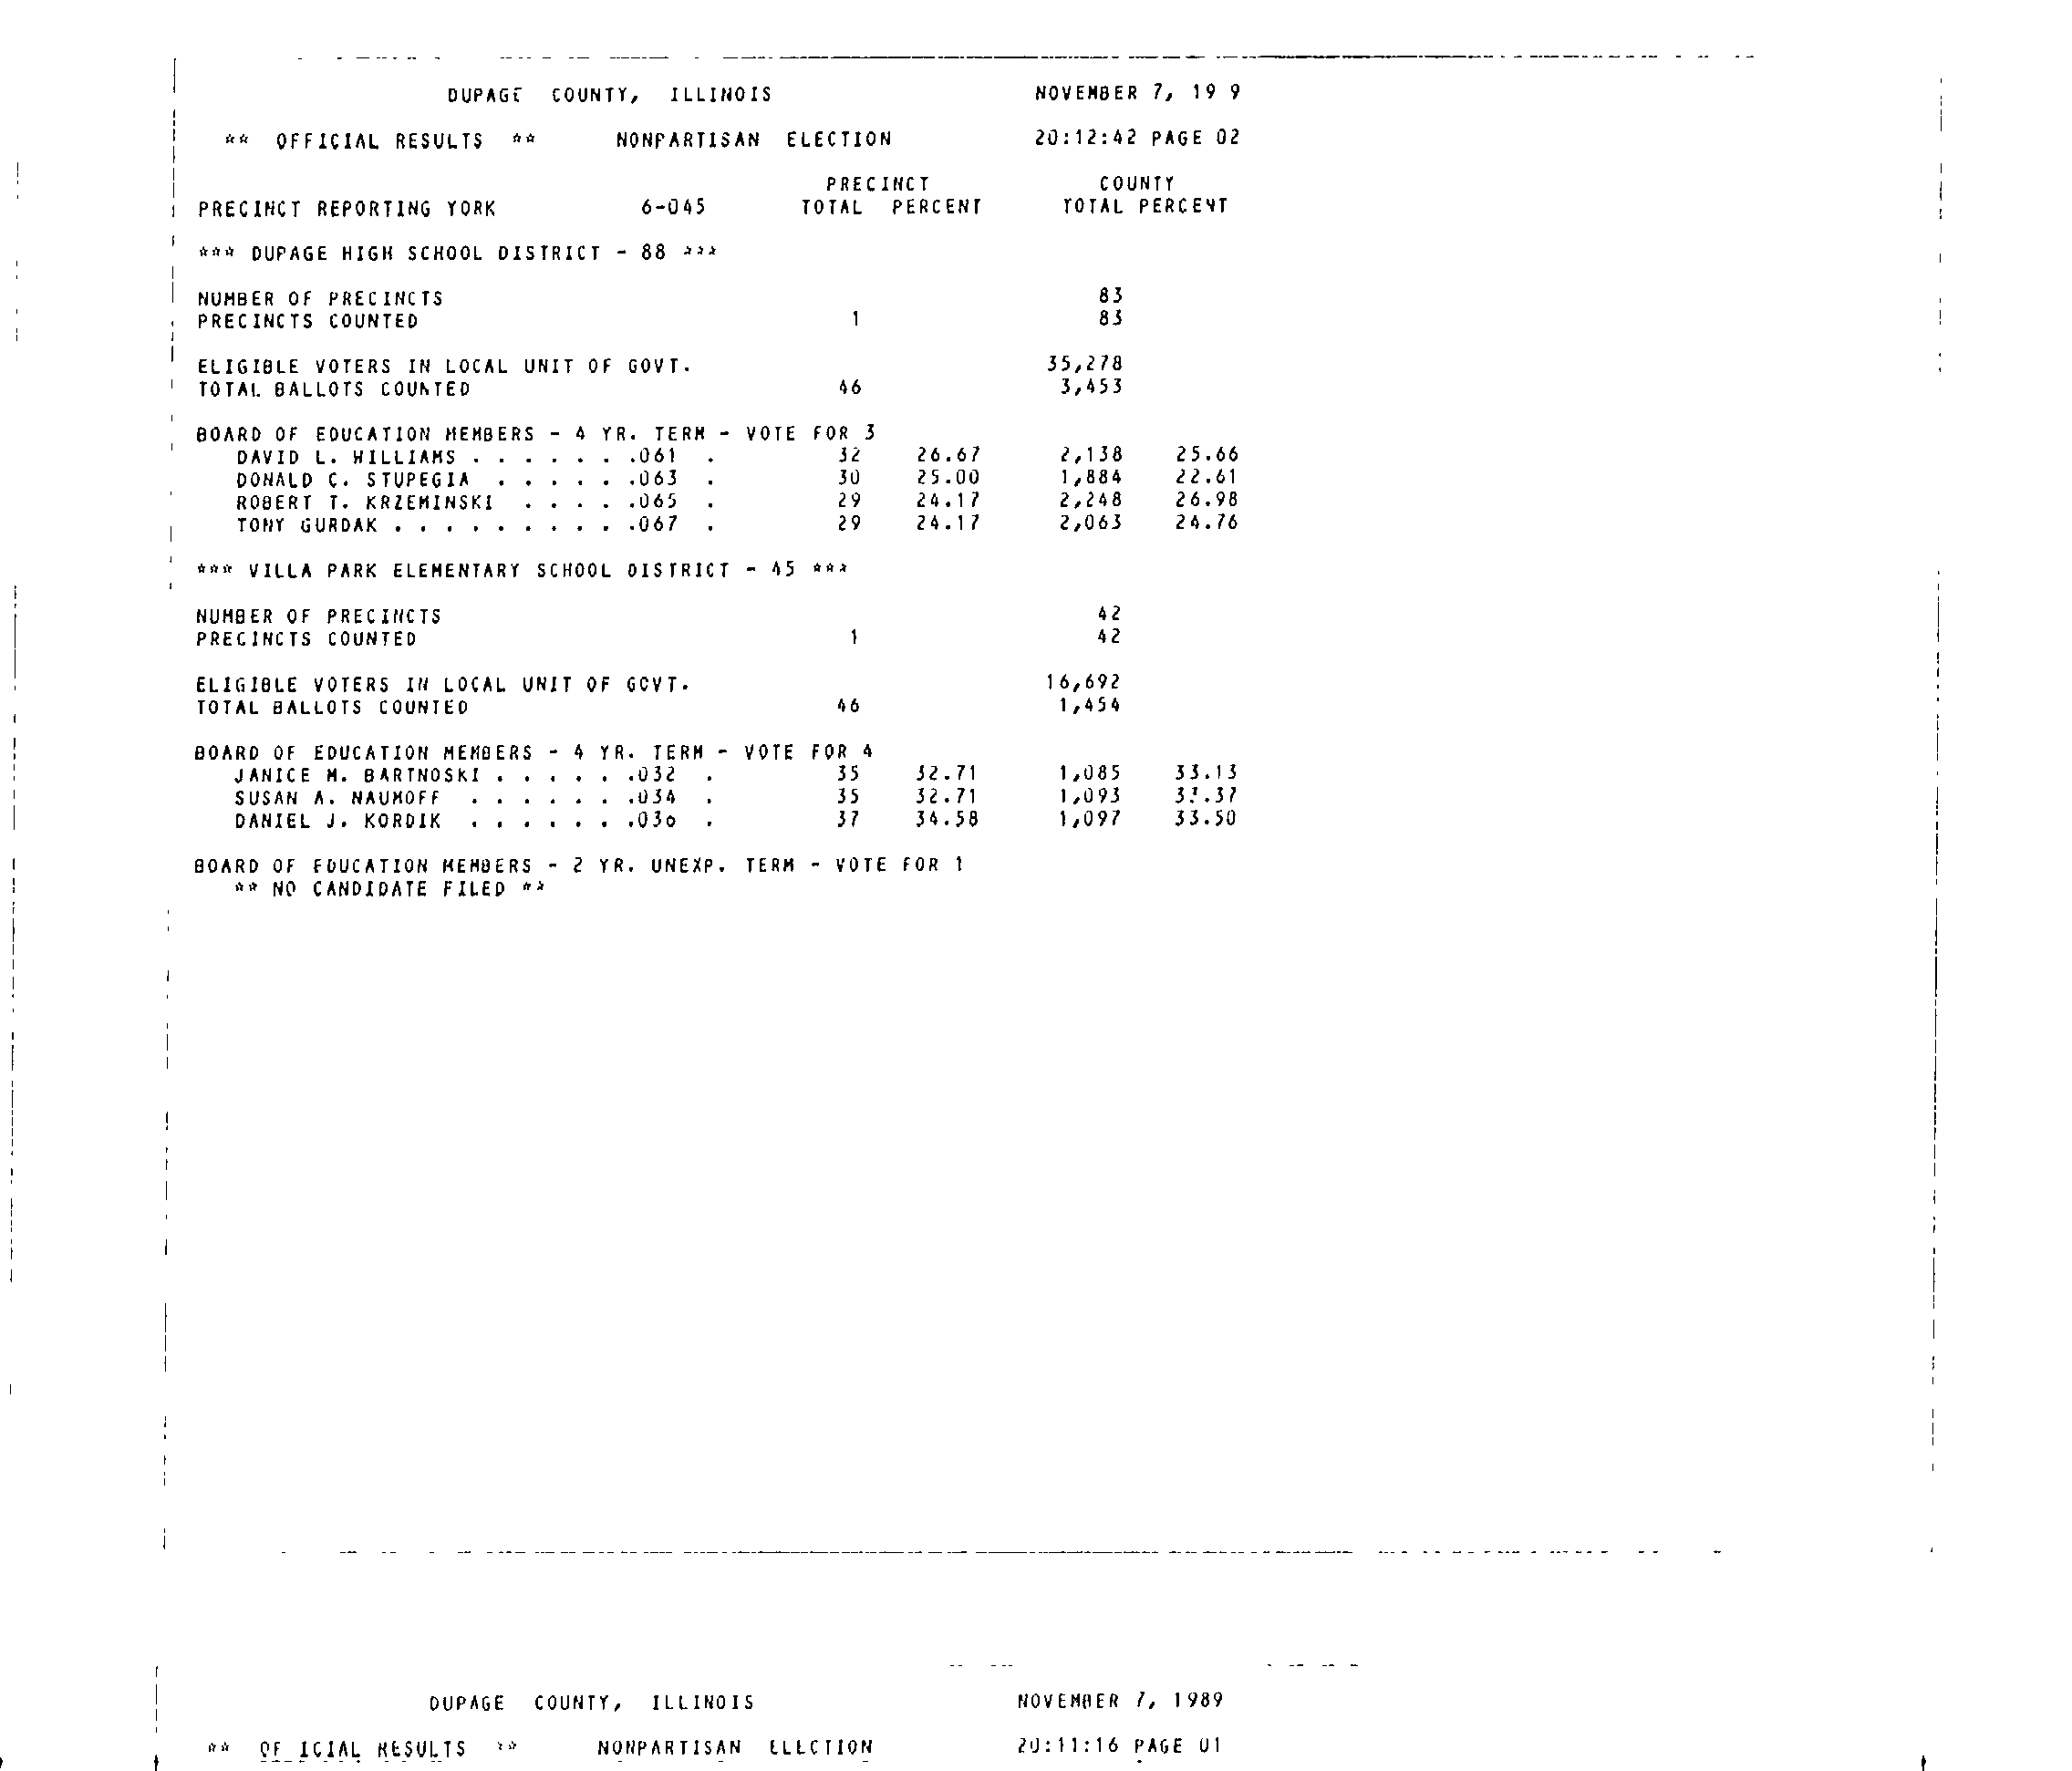 DUPAGE COUNTY, ILLINOIS NOVEMBER 7, 19 9
** OFFICIAL RESULTS ** NONPARTISAN ELECTION 20:12:42 PAGE 02
PRECINCT COUNTY
PRECINCT REPORTING YORK 6-045 TOTAL PERCENT TOTAL PERCENT
*** DUPAGE HIGH SCHOOL DISTRICT - 88 ***
NUMBER OF PRECINCTS 83
PRECINCTS COUNTED 1 83
ELIGIBLE VOTERS IN LOCAL UNIT OF GOVT. 35,278
TOTAL BALLOTS COUNTED 46 3,453
BOARD OF EDUCATION MEMBERS - 4 YR. TERM - VOTE FOR 3
DAVID L. WILLIAMS . . . . . . .061 . 32 26.67 2,138 25.66
DONALD C. STUPEGIA . . . . . .063 . 30 25.00 1,884 22.61
ROBERT T. KRZEMINSKI . . . . .065 . 29 24.17 2,248 26.98
TONY GURDAK . . . . . . . . . .067 . 29 24.17 2,063 24.76
*** VILLA PARK ELEMENTARY SCHOOL DISTRICT - 45 ***
NUMBER OF PRECINCTS 42
PRECINCTS COUNTED 1 42
ELIGIBLE VOTERS IN LOCAL UNIT OF GOVT. 16,692
TOTAL BALLOTS COUNTED 46 1,454
BOARD OF EDUCATION MEMBERS - 4 YR. TERM - VOTE FOR 4
JANICE M. BARTNOSKI . . . . . .032 . 35 32.71 1,085 33.13
SUSAN A. NAUMOFF . . . . . . .034 . 35 32.71 1,093 33.37
DANIEL J. KORDIK . . . . . . .036 . 37 34.58 1,097 33.50
BOARD OF EDUCATION MEMBERS - 2 YR. UNEXP. TERM - VOTE FOR 1
** NO CANDIDATE FILED **
DUPAGE COUNTY, ILLINOIS NOVEMBER 7, 1989
** OF ICIAL RESULTS ** NONPARTISAN ELECTION 20:11:16 PAGE 01